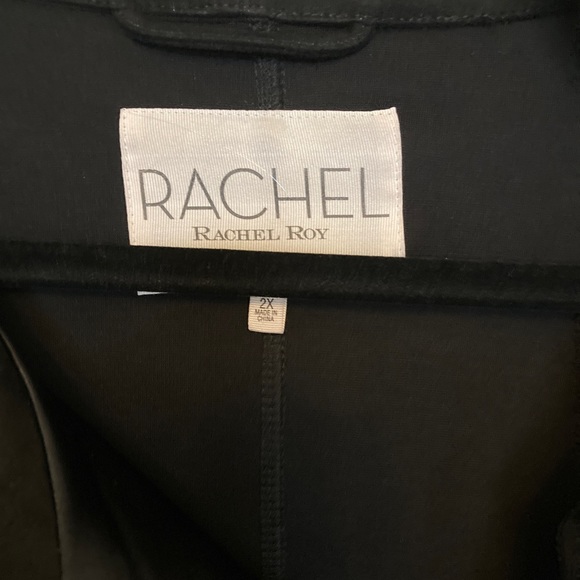 RACHEL
RACHEL ROY
2X
MADE IN
CHINA